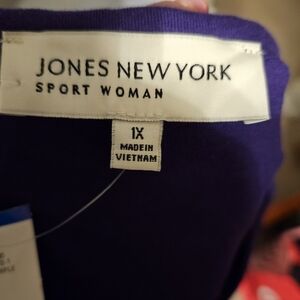 JONES NEW YORK
SPORT WOMAN
1X
MADE IN
VIETNAM